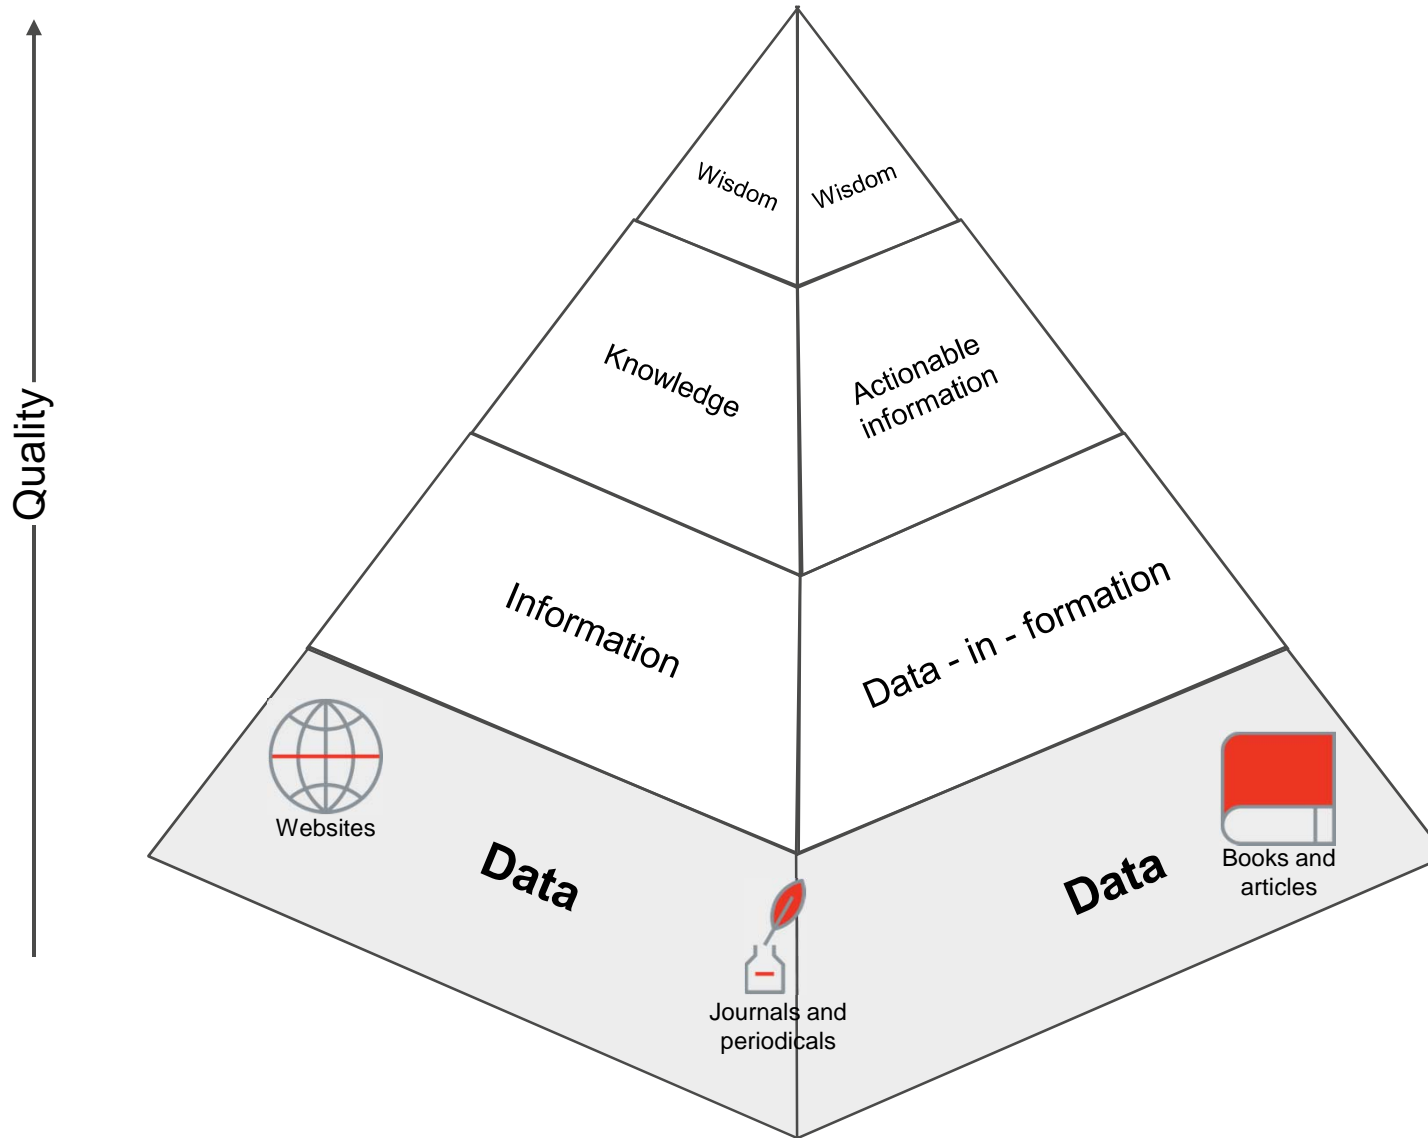 Quality
Wisdom
Wisdom
Knowledge
Actionable
information
Information
Data - in - formation
Websites
Data
Data
Books and
articles
Journals and
periodicals